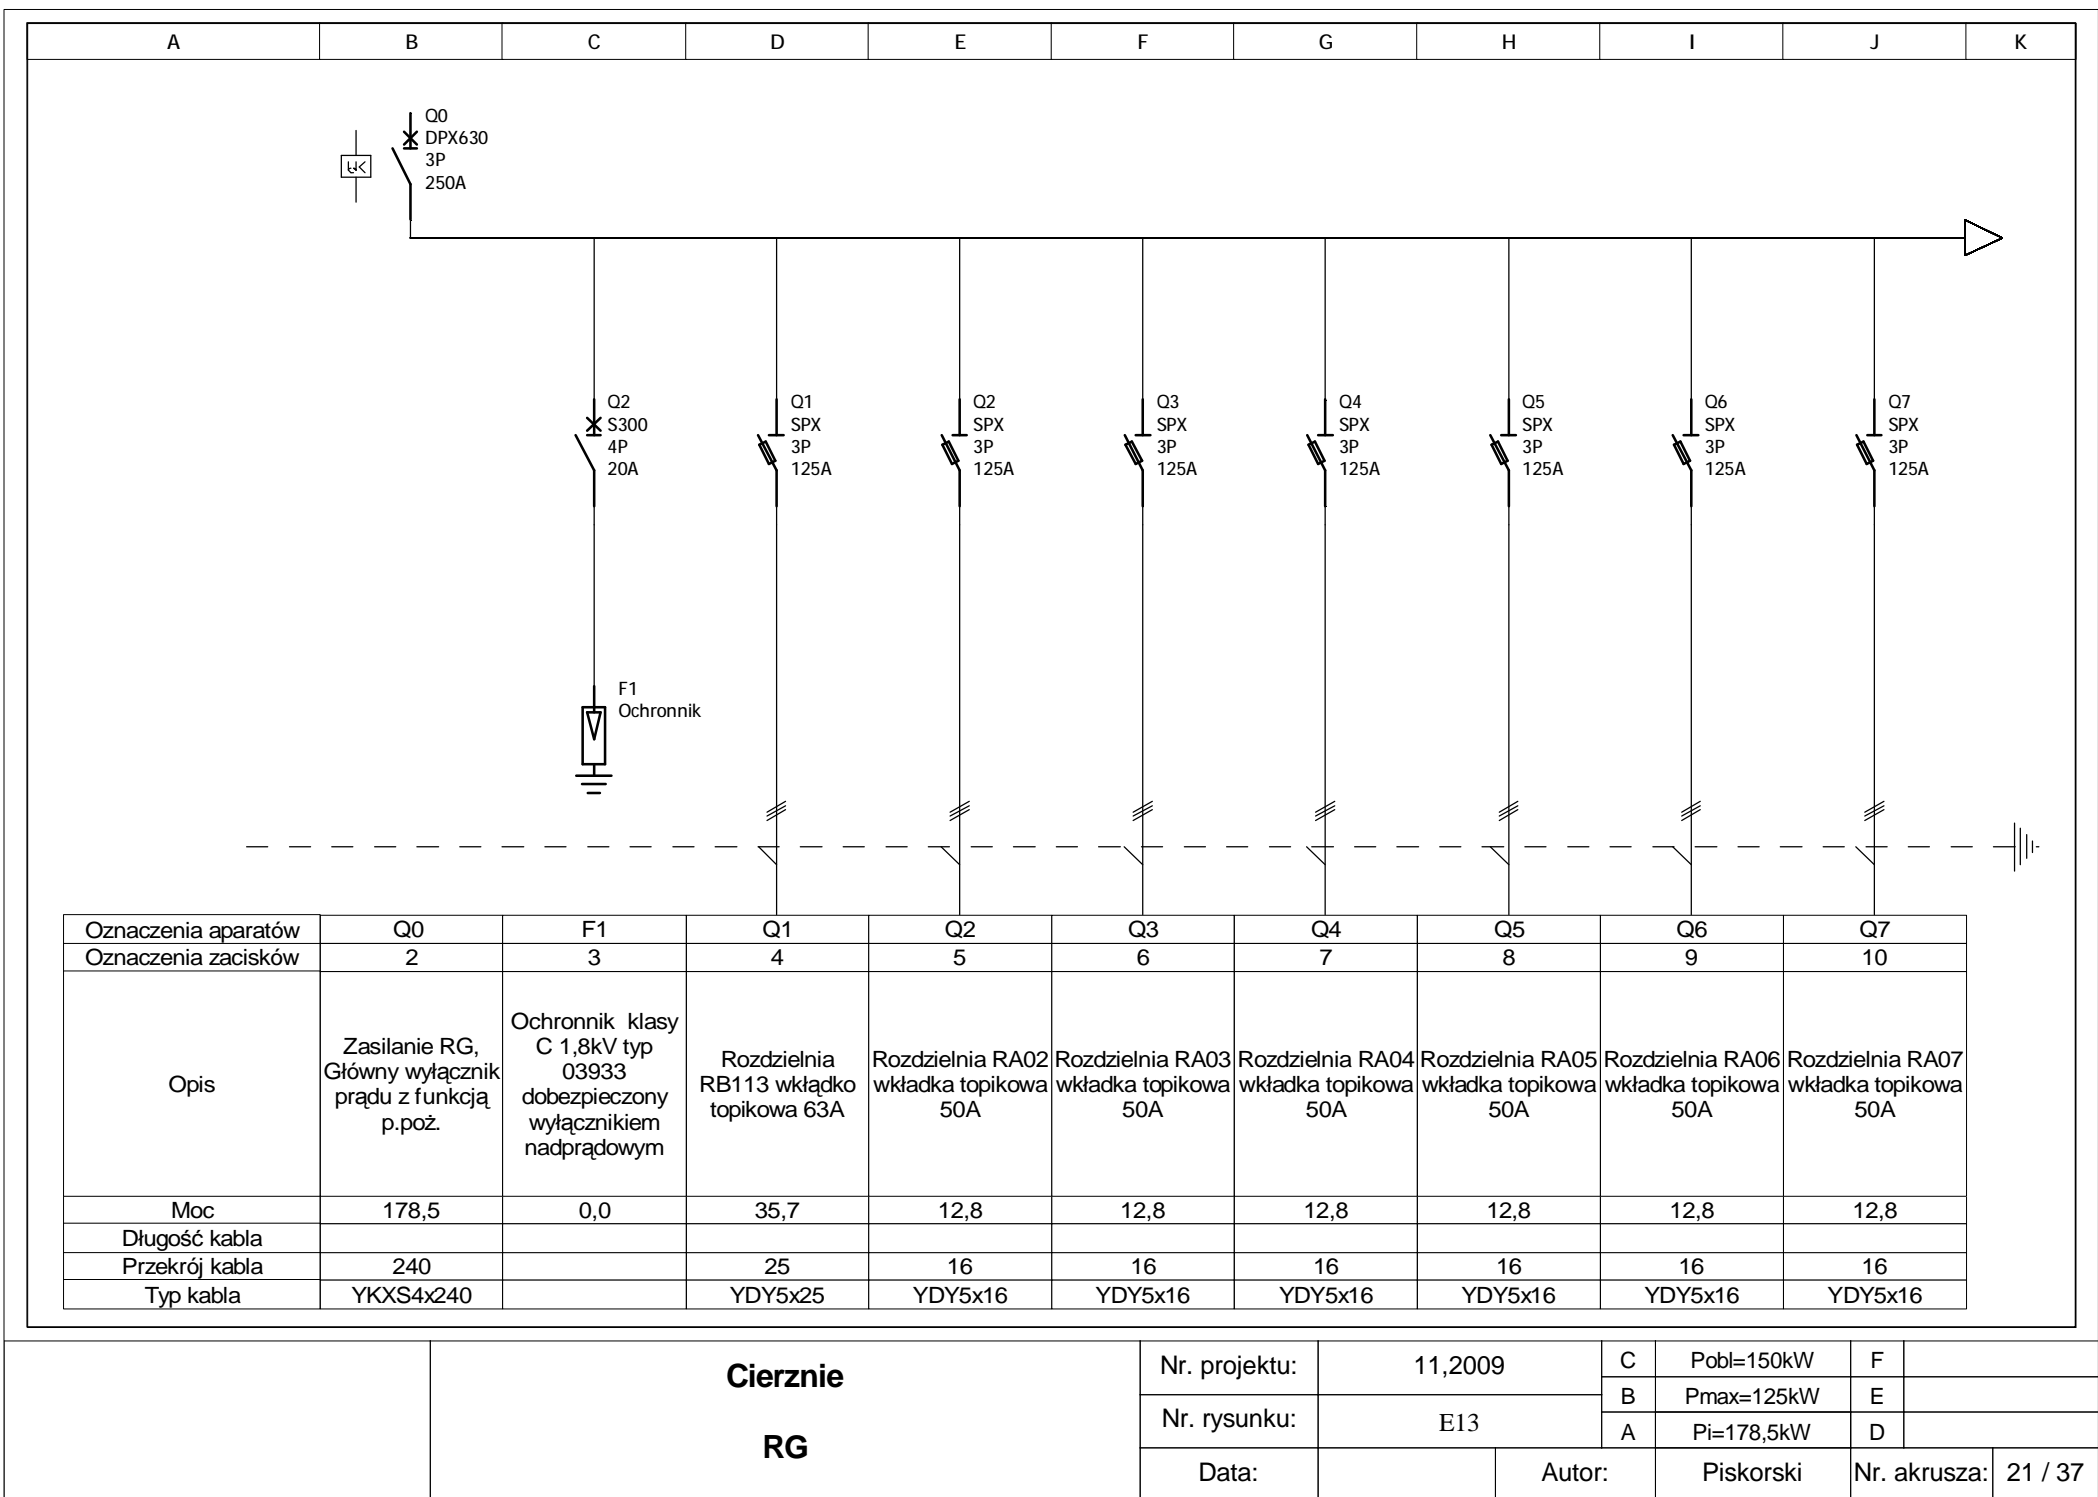 A B C D E F G H I J K
Q0
DPX630
3P
250A
U<
Q2
S300
4P
20A
Q1
SPX
3P
125A
Q2
SPX
3P
125A
Q3
SPX
3P
125A
Q4
SPX
3P
125A
Q5
SPX
3P
125A
Q6
SPX
3P
125A
Q7
SPX
3P
125A
F1
Ochronnik
Oznaczenia aparatów Q0 F1 Q1 Q2 Q3 Q4 Q5 Q6 Q7
Oznaczenia zacisków 2 3 4 5 6 7 8 9 10
Opis
Zasilanie RG,
Główny wyłącznik
prądu z funkcją
p.poż.
Ochronnik klasy
C 1,8kV typ
03933
dobezpieczony
wyłącznikiem
nadprądowym
Rozdzielnia
RB113 wkłądko
topikowa 63A
Rozdzielnia RA02
wkładka topikowa
50A
Rozdzielnia RA03
wkładka topikowa
50A
Rozdzielnia RA04
wkładka topikowa
50A
Rozdzielnia RA05
wkładka topikowa
50A
Rozdzielnia RA06
wkładka topikowa
50A
Rozdzielnia RA07
wkładka topikowa
50A
Moc 178,5 0,0 35,7 12,8 12,8 12,8 12,8 12,8 12,8
Długość kabla
Przekrój kabla 240 25 16 16 16 16 16 16
Typ kabla YKXS4x240 YDY5x25 YDY5x16 YDY5x16 YDY5x16 YDY5x16 YDY5x16 YDY5x16
Cierznie
RG
Nr. projektu: 11,2009
Nr. rysunku: E13
C Pobl=150kW F
B Pmax=125kW E
A Pi=178,5kW D
Data: Autor: Piskorski Nr. akrusza: 21 / 37